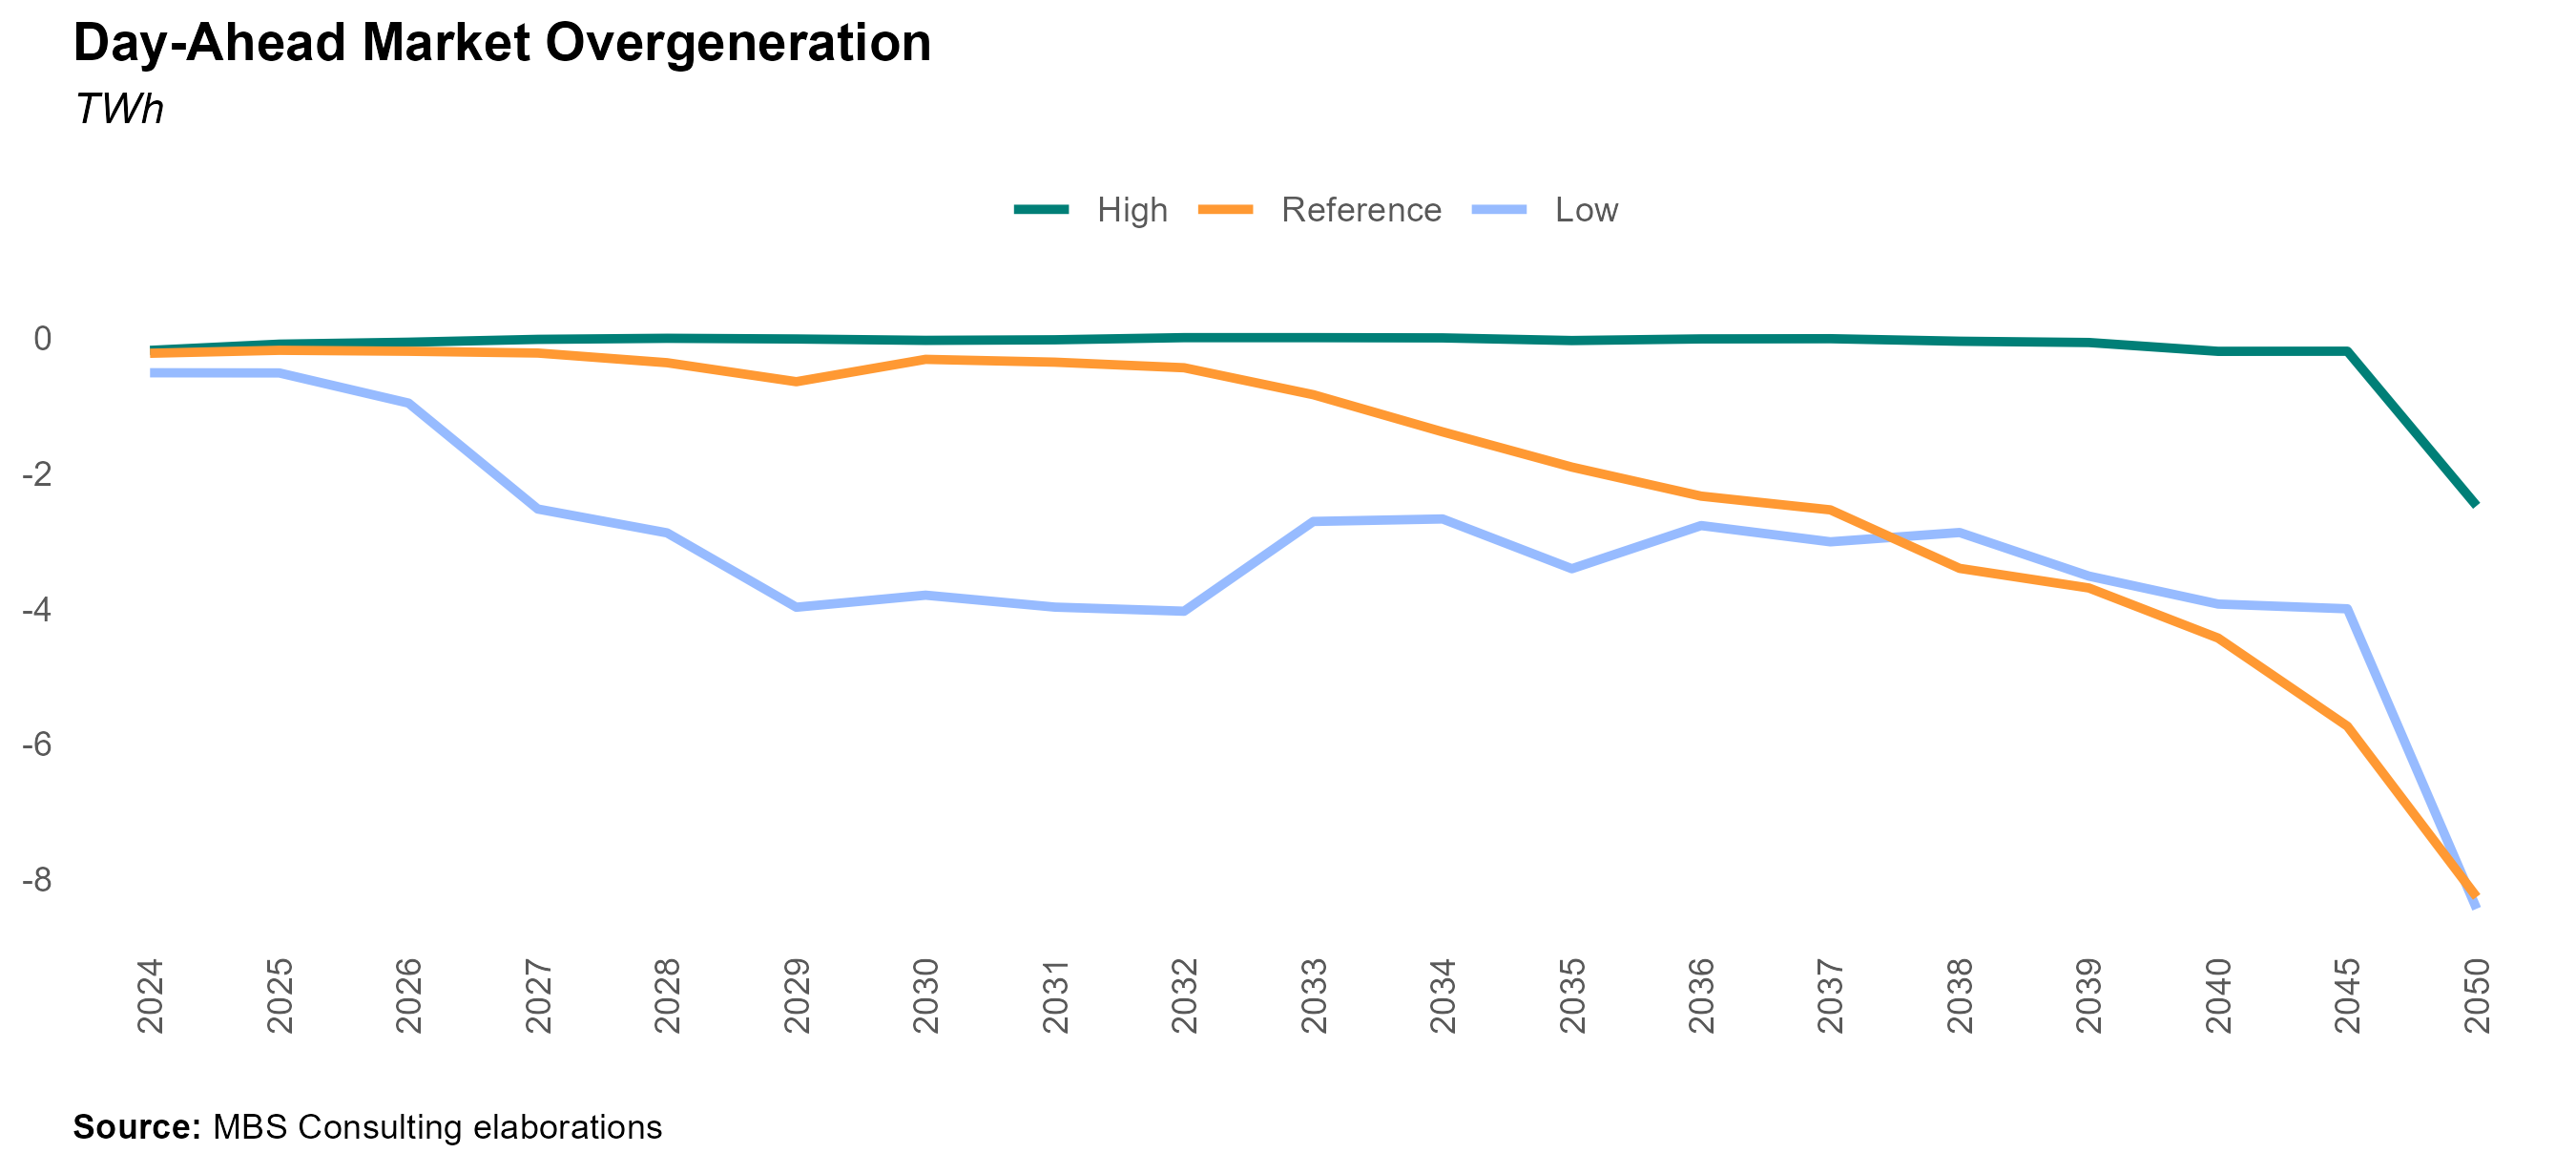 Day-Ahead Market Overgeneration
TWh
High Reference Low
0
-2
-4
-6
-8
2024 2025 2026 2027 2028 2029 2030 2031 2032 2033 2034 2035 2036 2037 2038 2039 2040 2045 2050
Source: MBS Consulting elaborations